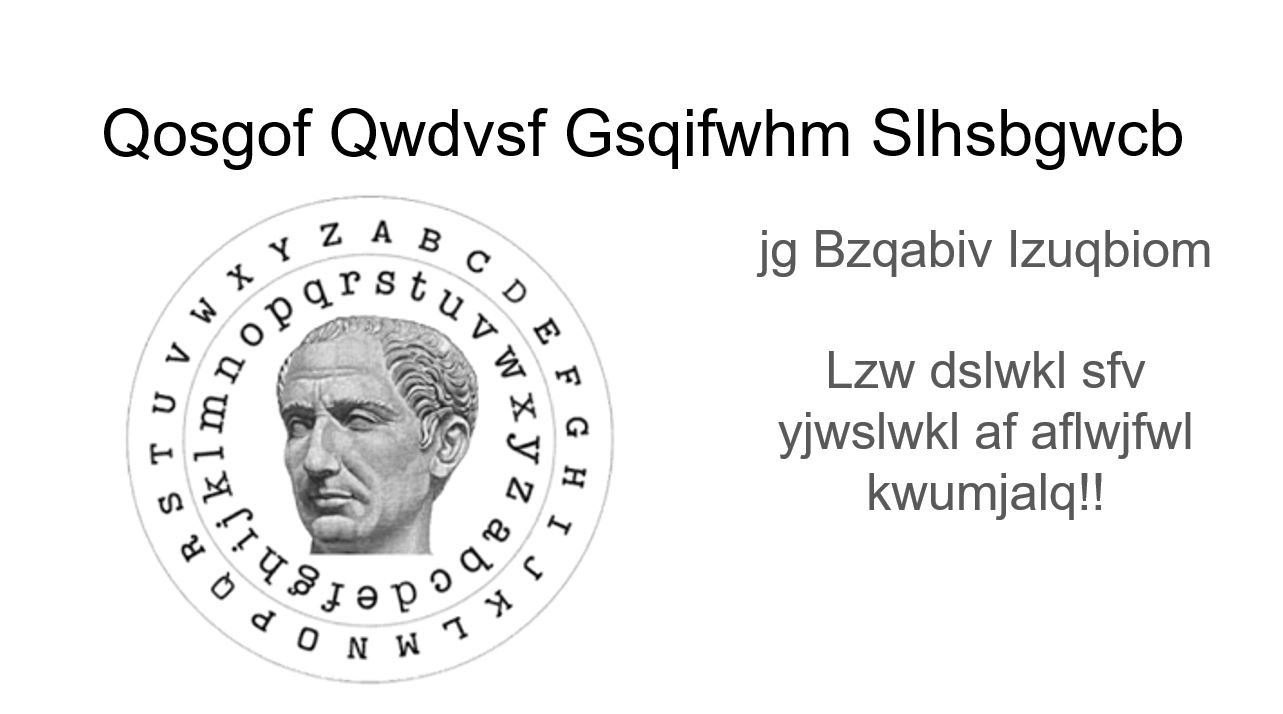 Qosgof Qwdvsf Gsqifwhm Slhsbgwcb
jg Bzqabiv Izuqbiom
Lzw dslwkl sfv
yjwslwkl af aflwjfwl
kwumjalq!!
A B C D E F G H I J K L M N O P Q R S T U V W X Y Z
s t u v w x y z a b c d e f g h i j k l m n o p q r